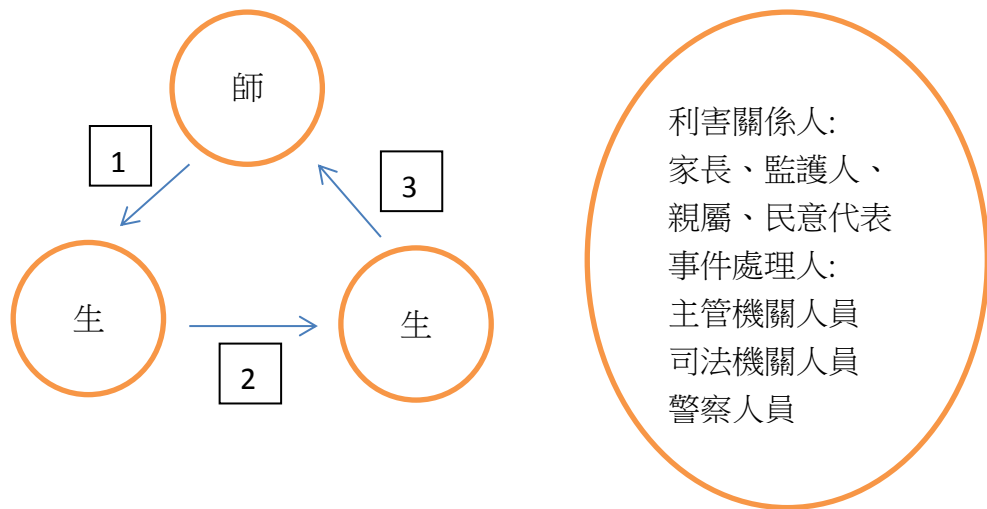 師
1
3
生
生
2
利害關係人:
家長、監護人、
親屬、民意代表
事件處理人:
主管機關人員
司法機關人員
警察人員